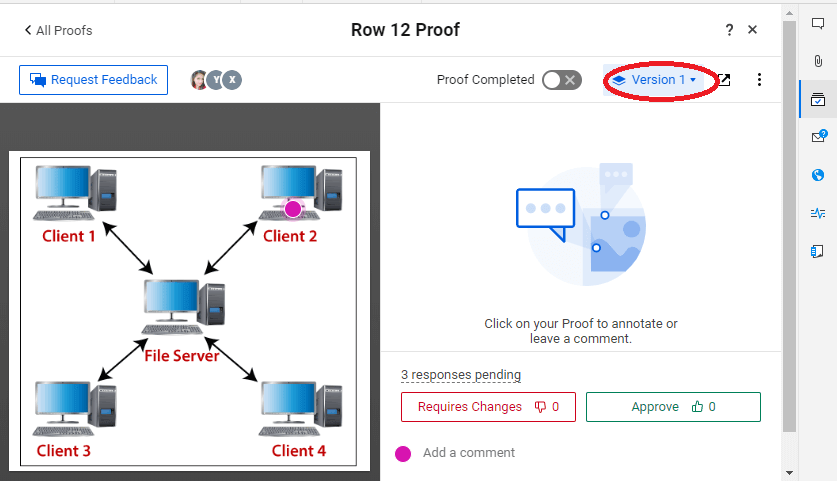 All Proofs
Row 12 Proof
?
Request Feedback
Y X
Proof Completed
Version 1
Client 1
Client 2
File Server
Client 3
Client 4
Click on your Proof to annotate or
leave a comment.
3 responses pending
Requires Changes 0
Approve 0
Add a comment